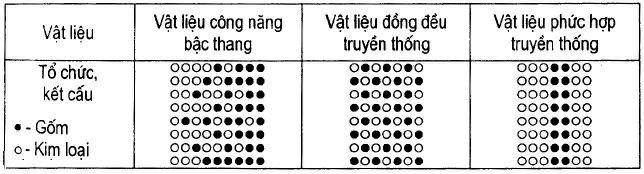 Vật liệu
Vật liệu công năng
bậc thang
Vật liệu đồng đều
truyền thống
Vật liệu phức hợp
truyền thống
Tổ chức,
kết cấu
● - Gốm
○ - Kim loại